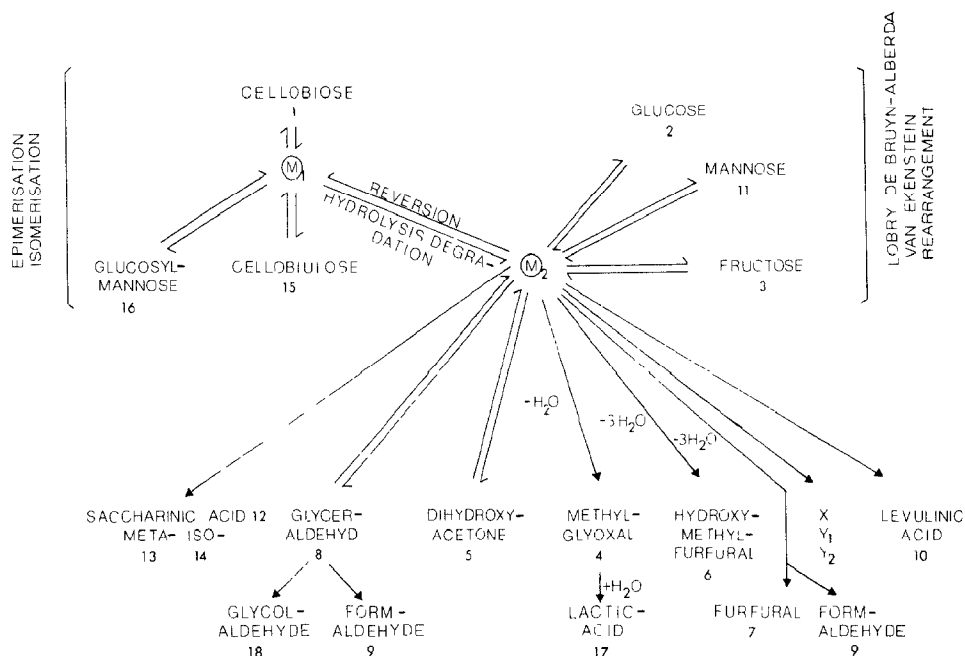 EPIMERISATION
ISOMERISATION
CELLOBIOSE
1
M1
GLUCOSYL-
MANNOSE
16
CELLOBIULOSE
15
REVERSION
HYDROLYSIS DEGRA-
DATION
M2
GLUCOSE
2
MANNOSE
11
FRUCTOSE
3
LOBRY DE BRUYN-ALBERDA
VAN EKENSTEIN
REARRANGEMENT
-H2O
-3H2O
-3H2O
SACCHARINIC ACID 12
META- ISO-
13 14
GLYCER-
ALDEHYD
8
DIHYDROXY-
ACETONE
5
METHYL-
GLYOXAL
4
HYDROXY-
METHYL-
FURFURAL
6
X
Y1
Y2
LEVULINIC
ACID
10
+H2O
GLYCOL-
ALDEHYDE
18
FORM-
ALDEHYDE
9
LACTIC-
ACID
17
FURFURAL
7
FORM-
ALDEHYDE
9